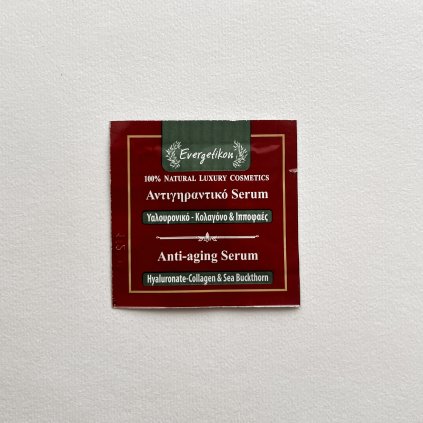 Evergetikon
100% NATURAL LUXURY COSMETICS
Αντιγηραντικό Serum
Υαλουρονικό - Κολαγόνο & Ιπποφαές
Anti-aging Serum
Hyaluronate-Collagen & Sea Buckthorn